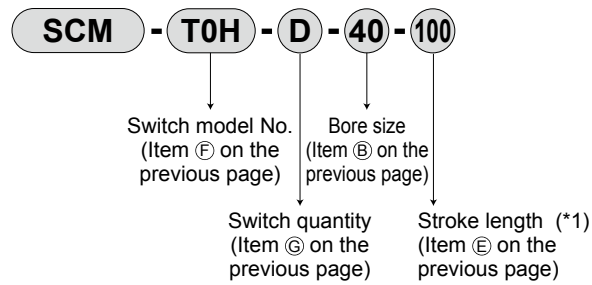 SCM - T0H - D - 40 - 100
Switch model No.
(Item Ⓕ on the
previous page)
Bore size
(Item Ⓑ on the
previous page)
Switch quantity
(Item Ⓖ on the
previous page)
Stroke length (*1)
(Item Ⓔ on the
previous page)